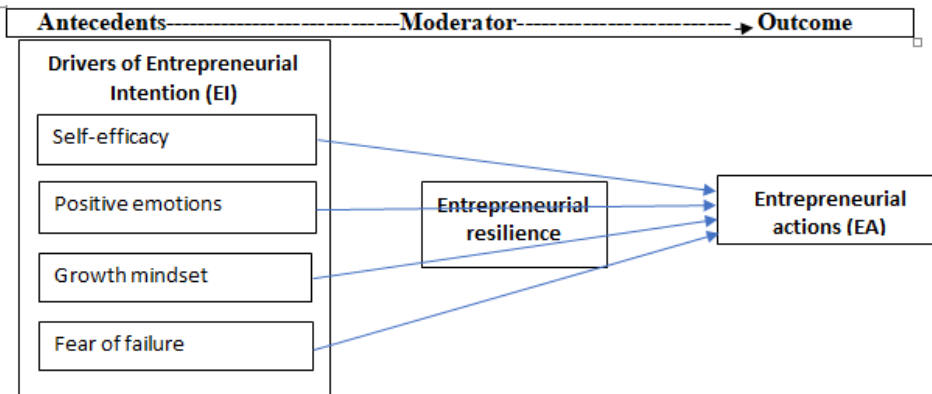 Antecedents----------------------------Moderator--------------------------Outcome
Drivers of Entrepreneurial
Intention (EI)
Self-efficacy
Positive emotions
Growth mindset
Fear of failure
Entrepreneurial
resilience
Entrepreneurial
actions (EA)